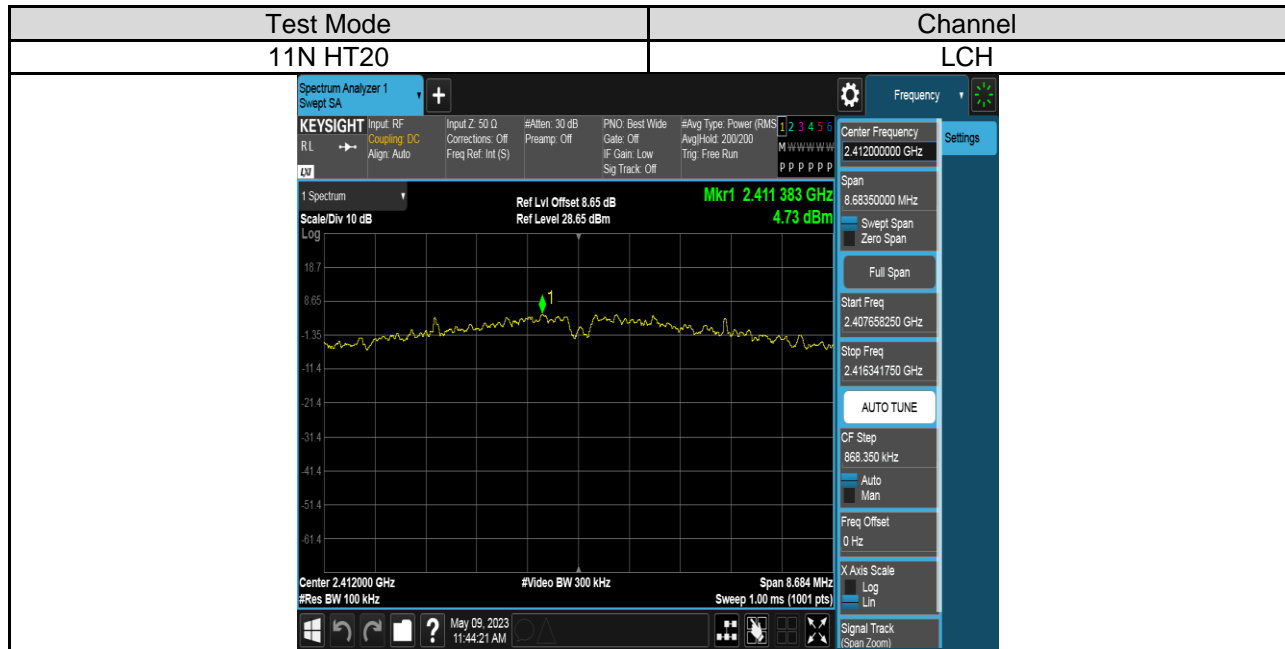 Test Mode
Channel
11N HT20
LCH
Spectrum Analyzer 1
Swept SA
+
Frequency
KEYSIGHT
RL
LXI
Input: RF
Coupling: DC
Align: Auto
Input Z: 50 Ω
Corrections: Off
Freq Ref: Int (S)
#Atten: 30 dB
Preamp: Off
PNO: Best Wide
Gate: Off
IF Gain: Low
Sig Track: Off
#Avg Type: Power (RMS
Avg|Hold: 200/200
Trig: Free Run
1 2 3 4 5 6
M W W W W W
P P P P P P
1 Spectrum
Scale/Div 10 dB
Log
Ref Lvl Offset 8.65 dB
Ref Level 28.65 dBm
Mkr1 2.411 383 GHz
4.73 dBm
18.7
8.65
-1.35
-11.4
-21.4
-31.4
-41.4
-51.4
-61.4
1
Center 2.412000 GHz
#Res BW 100 kHz
#Video BW 300 kHz
Span 8.684 MHz
Sweep 1.00 ms (1001 pts)
?
May 09, 2023
11:44:21 AM
Settings
Center Frequency
2.412000000 GHz
Span
8.68350000 MHz
Swept Span
Zero Span
Full Span
Start Freq
2.407658250 GHz
Stop Freq
2.416341750 GHz
AUTO TUNE
CF Step
868.350 kHz
Auto
Man
Freq Offset
0 Hz
X Axis Scale
Log
Lin
Signal Track
(Span Zoom)